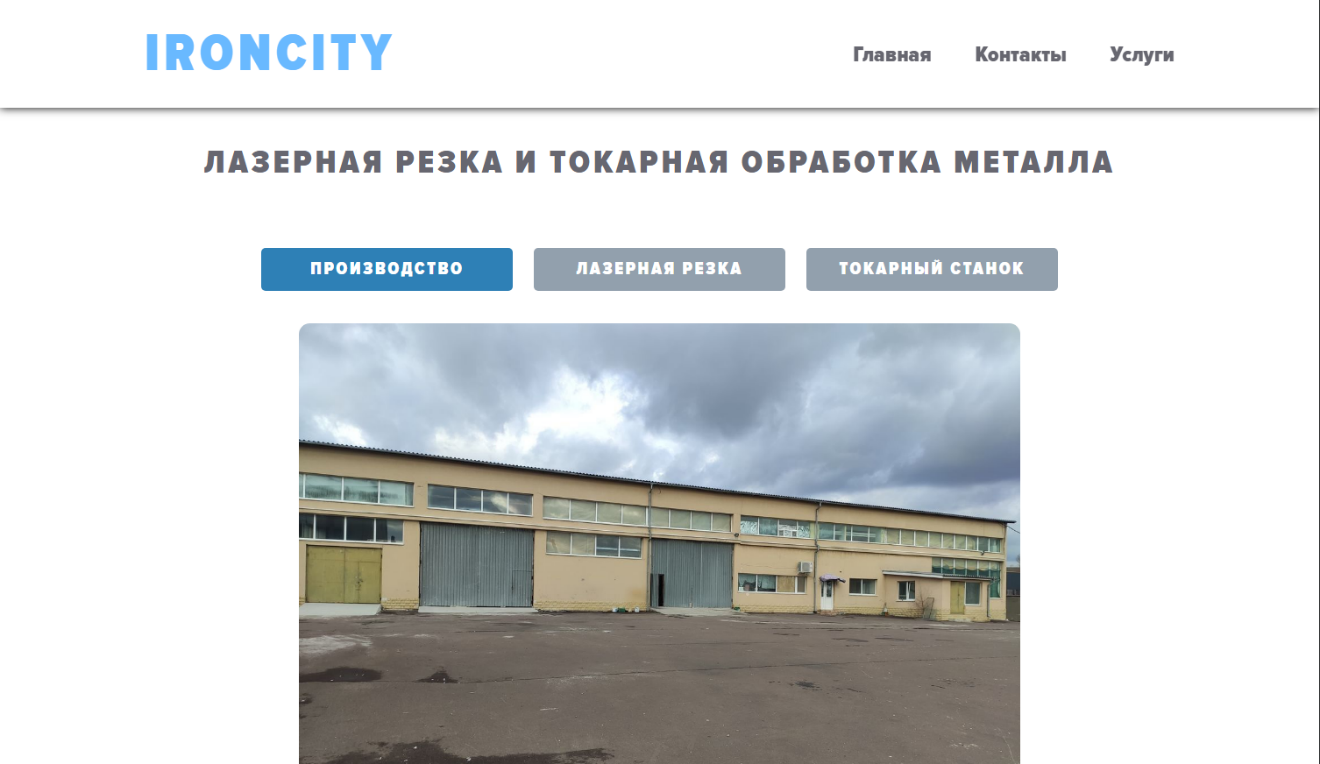 IRONCITY
Главная Контакты Услуги
ЛАЗЕРНАЯ РЕЗКА И ТОКАРНАЯ ОБРАБОТКА МЕТАЛЛА
ПРОИЗВОДСТВО ЛАЗЕРНАЯ РЕЗКА ТОКАРНЫЙ СТАНОК